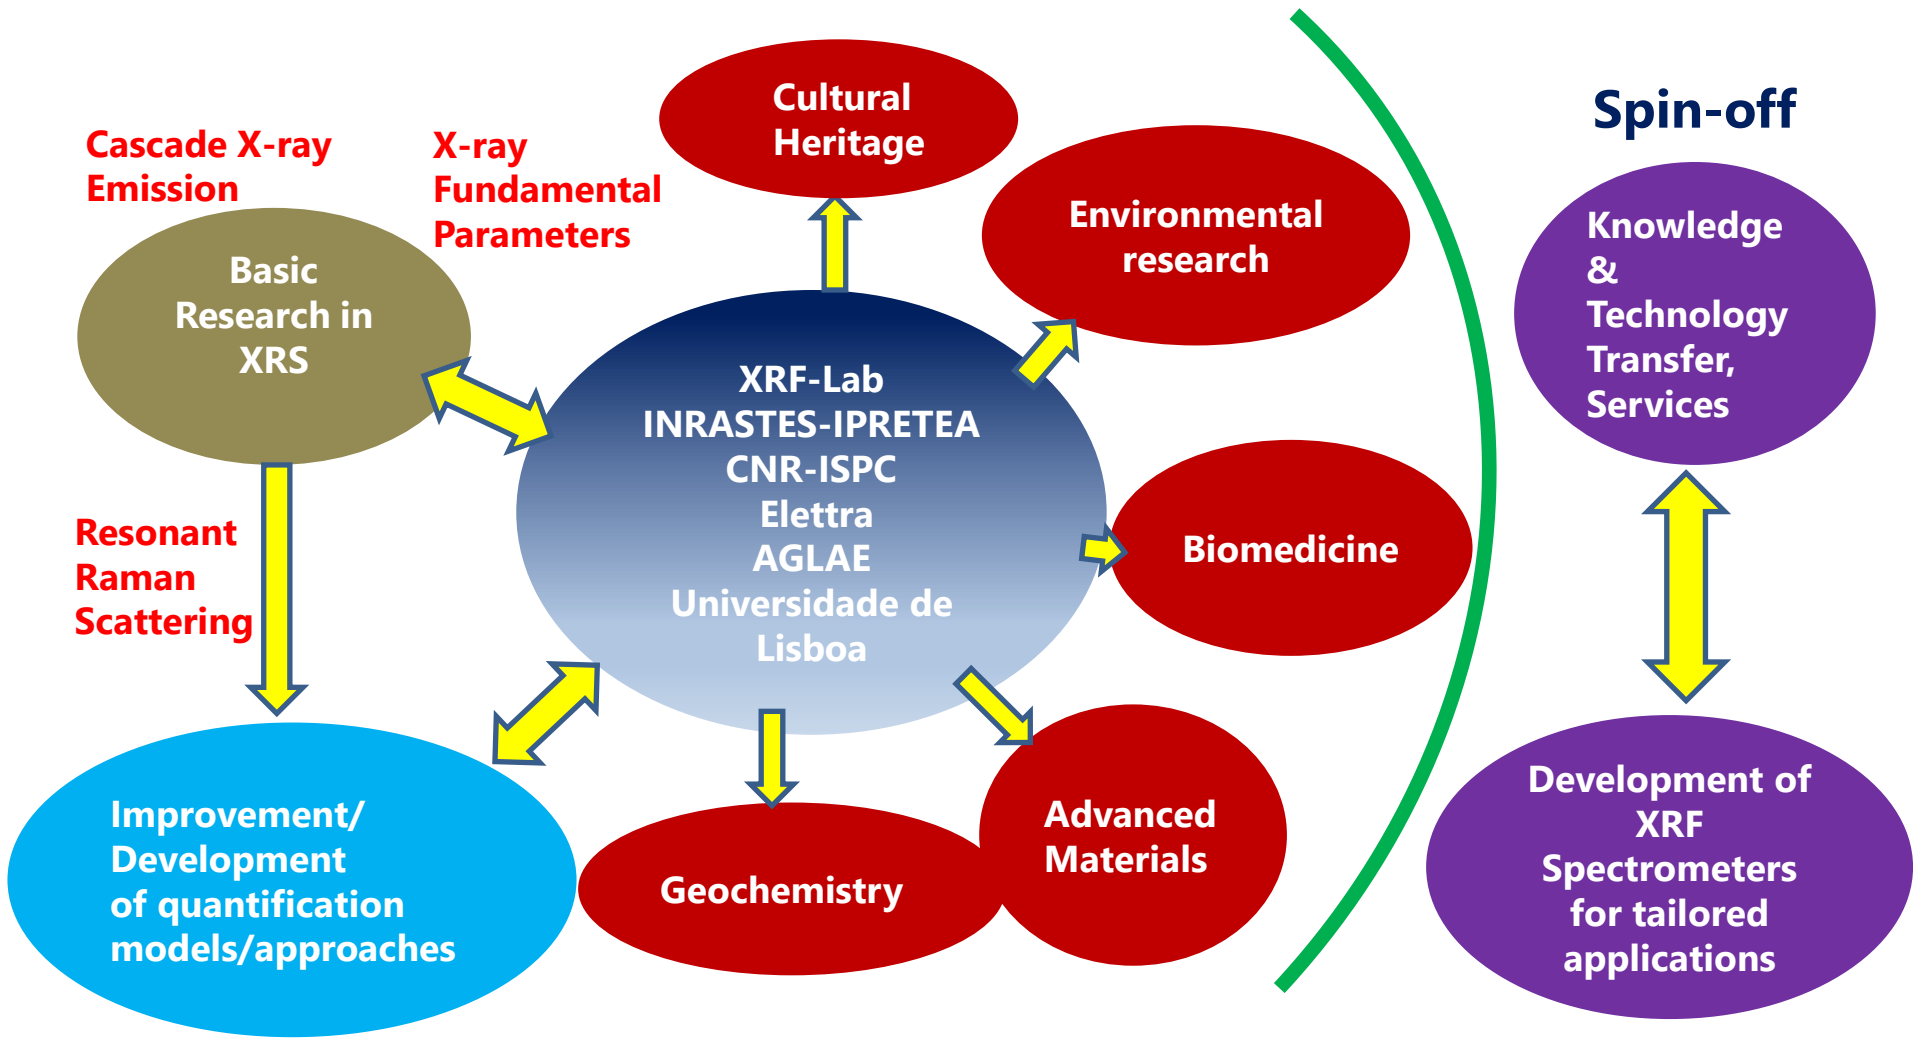 Cultural
Heritage
Spin-off
Cascade X-ray
Emission
X-ray
Fundamental
Parameters
Environmental
research
Knowledge
&
Technology
Transfer,
Services
Basic
Research in
XRS
XRF-Lab
INRASTES-IPRETEA
CNR-ISPC
Elettra
AGLAE
Universidade de
Lisboa
Biomedicine
Resonant
Raman
Scattering
Improvement/
Development
of quantification
models/approaches
Geochemistry
Advanced
Materials
Development of
XRF
Spectrometers
for tailored
applications